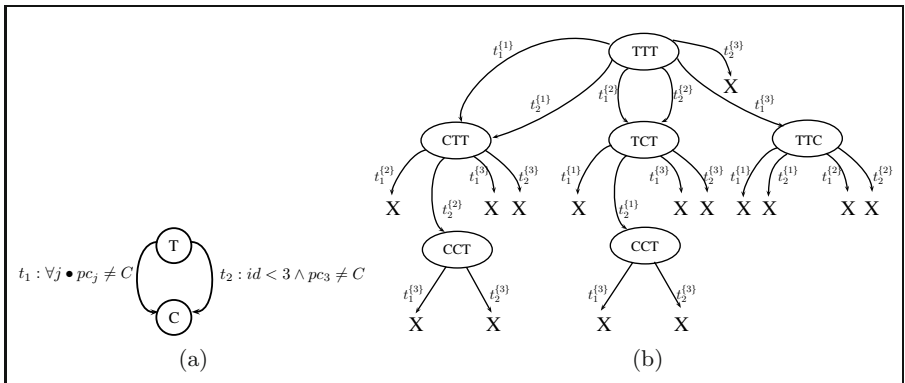 TTT
t_1^{\{1\}}
t_2^{\{3\}}
X
t_2^{\{1\}} t_1^{\{2\}} t_2^{\{2\}} t_1^{\{3\}}
CTT TCT TTC
t_1^{\{2\}} t_1^{\{3\}} t_2^{\{3\}} t_1^{\{1\}} t_1^{\{3\}} t_2^{\{3\}} t_1^{\{1\}} t_2^{\{1\}} t_1^{\{2\}} t_2^{\{2\}}
X X X X X X X X X X
t_2^{\{2\}} t_2^{\{1\}}
CCT CCT
t_1^{\{3\}} t_2^{\{3\}} t_1^{\{3\}} t_2^{\{3\}}
X X X X
T
t_1 : ∀j • pc_j ≠ C t_2 : id < 3 ∧ pc_3 ≠ C
C
(a) (b)